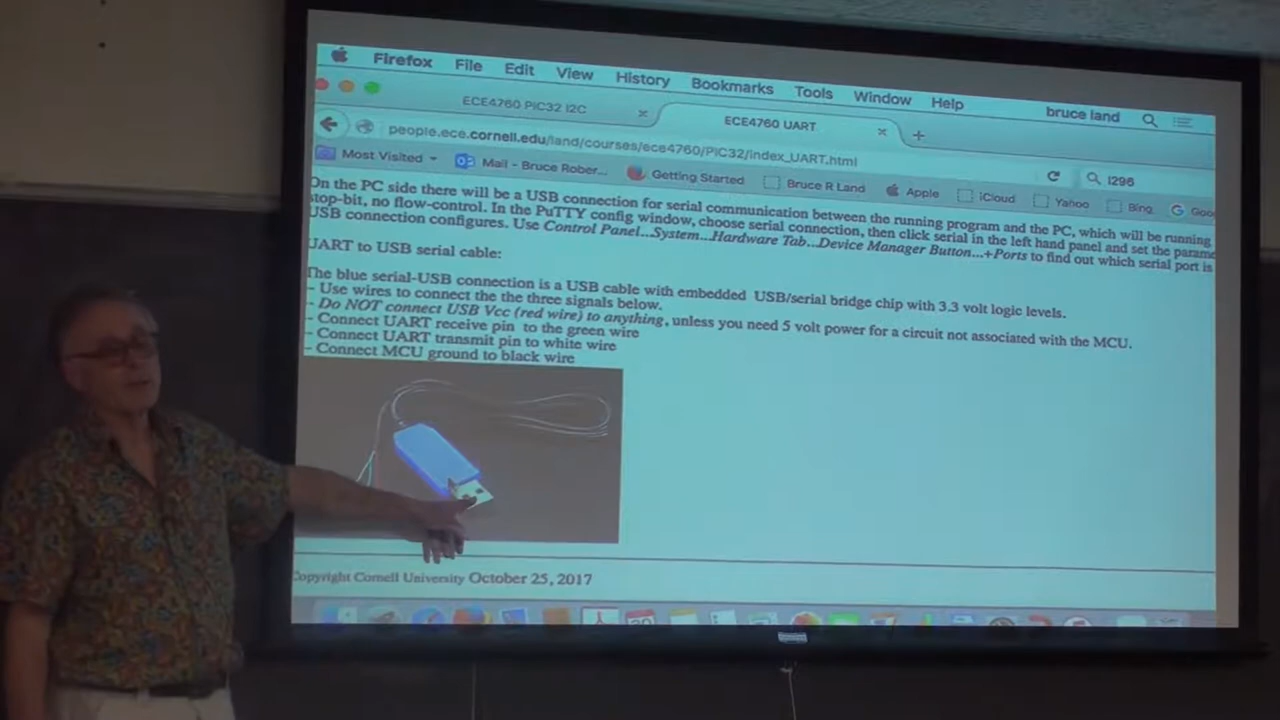 Firefox File Edit View History Bookmarks Tools Window Help bruce land
ECE4760 PIC32 I2C
ECE4760 UART
people.ece.cornell.edu/land/courses/ece4760/PIC32/index_UART.html
1296
Most Visited Mail - Bruce Rober... Getting Started Bruce R Land Apple iCloud Yahoo Bing Goo
On the PC side there will be a USB connection for serial communication between the running program and the PC, which will be running
stop-bit, no flow-control. In the PuTTY config window, choose serial connection, then click serial in the left hand panel and set the parame
USB connection configures. Use Control Panel...System...Hardware Tab...Device Manager Button...+Ports to find out which serial port is
UART to USB serial cable:
The blue serial-USB connection is a USB cable with embedded USB/serial bridge chip with 3.3 volt logic levels.
- Use wires to connect the the three signals below.
- Do NOT connect USB Vcc (red wire) to anything, unless you need 5 volt power for a circuit not associated with the MCU.
- Connect UART receive pin to the green wire
- Connect UART transmit pin to white wire
- Connect MCU ground to black wire
Copyright Cornell University October 25, 2017